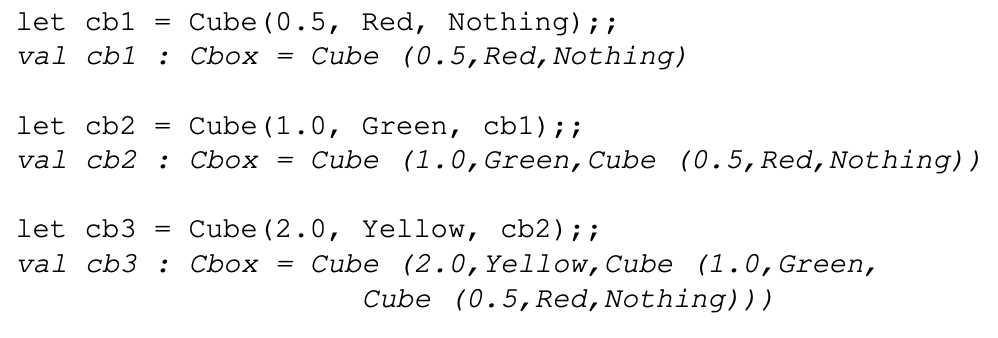 let cb1 = Cube(0.5, Red, Nothing);;
val cb1 : Cbox = Cube (0.5,Red,Nothing)
let cb2 = Cube(1.0, Green, cb1);;
val cb2 : Cbox = Cube (1.0,Green,Cube (0.5,Red,Nothing))
let cb3 = Cube(2.0, Yellow, cb2);;
val cb3 : Cbox = Cube (2.0,Yellow,Cube (1.0,Green,
Cube (0.5,Red,Nothing)))